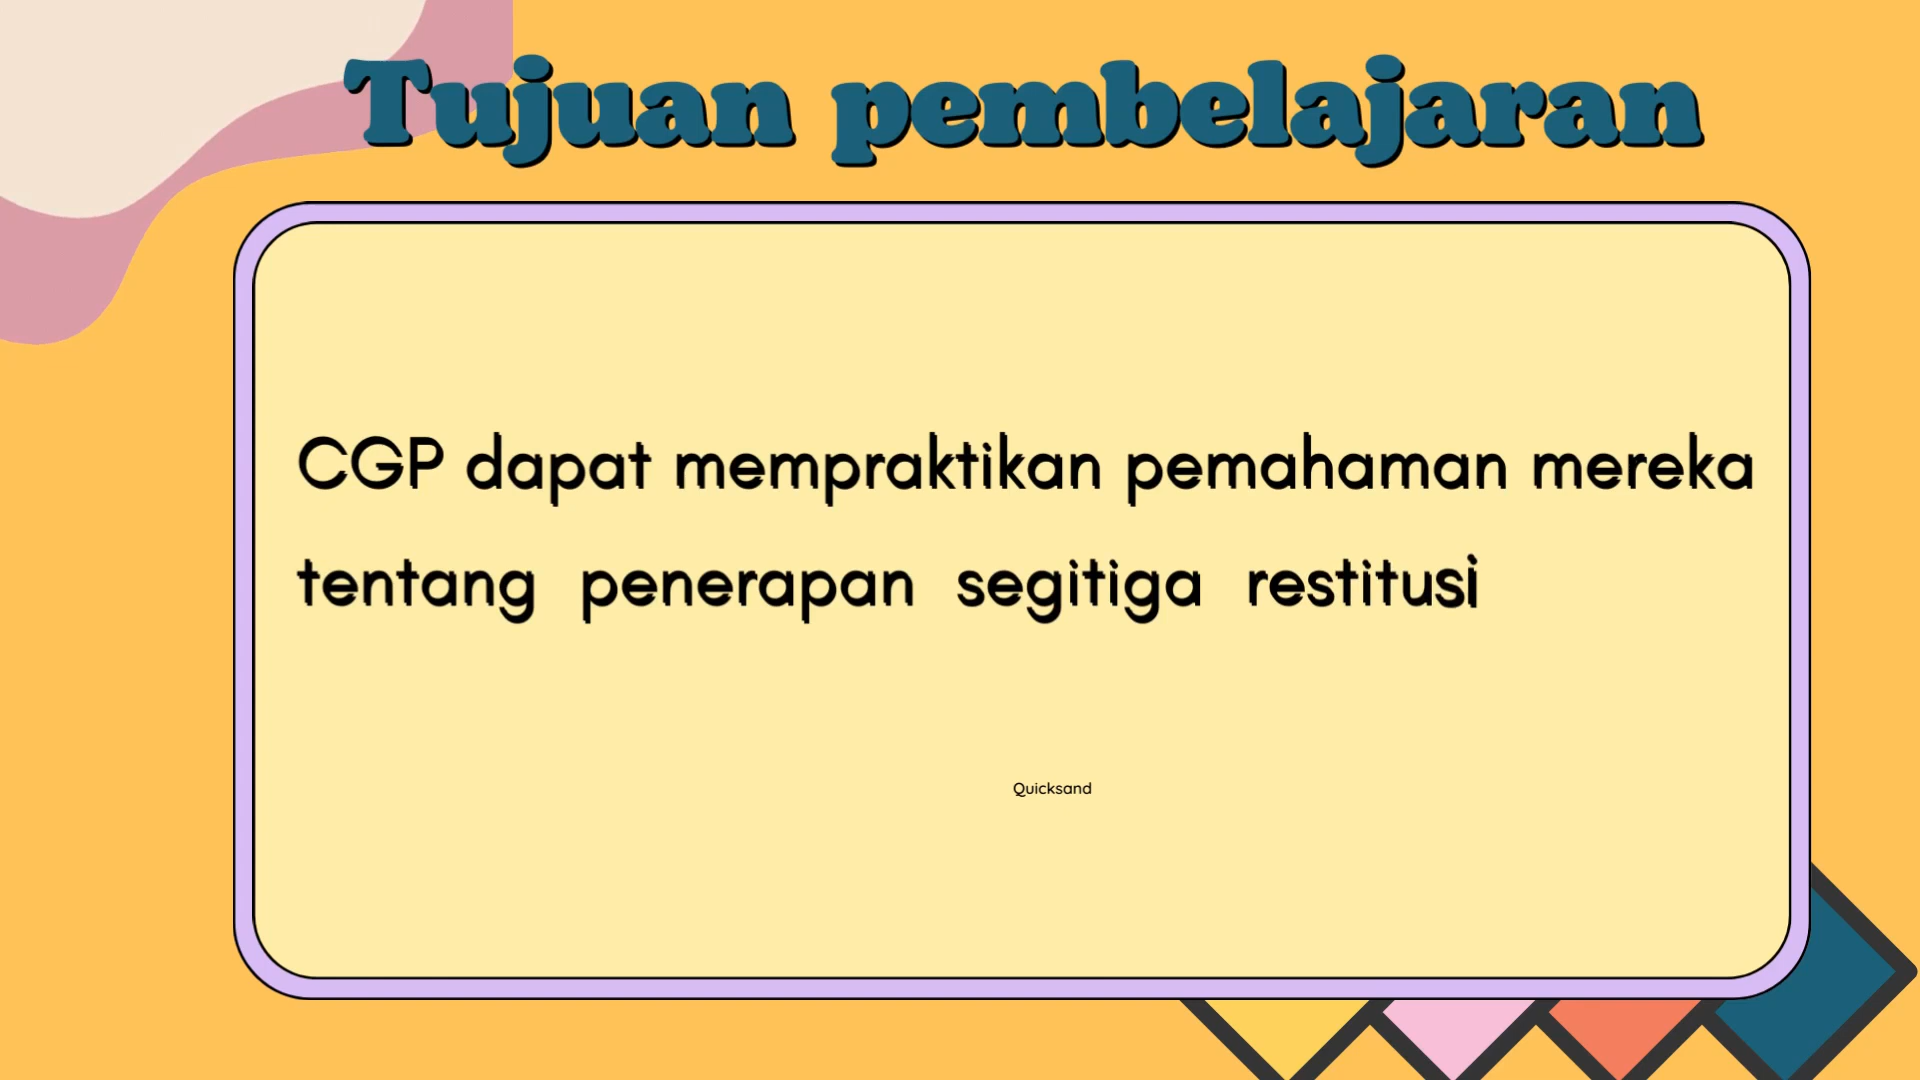 Tujuan pembelajaran
CGP dapat mempraktikan pemahaman mereka
tentang penerapan segitiga restitusi
Quicksand